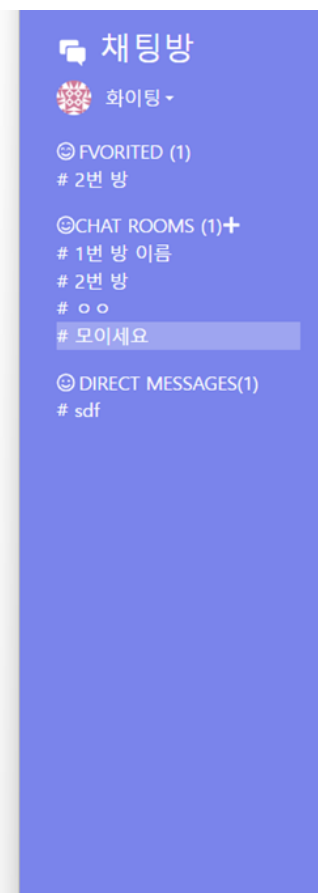 채팅방
화이팅
FVORITED (1)
# 2번 방
CHAT ROOMS (1)+
# 1번 방 이름
# 2번 방
# ㅇㅇ
# 모이세요
DIRECT MESSAGES(1)
# sdf